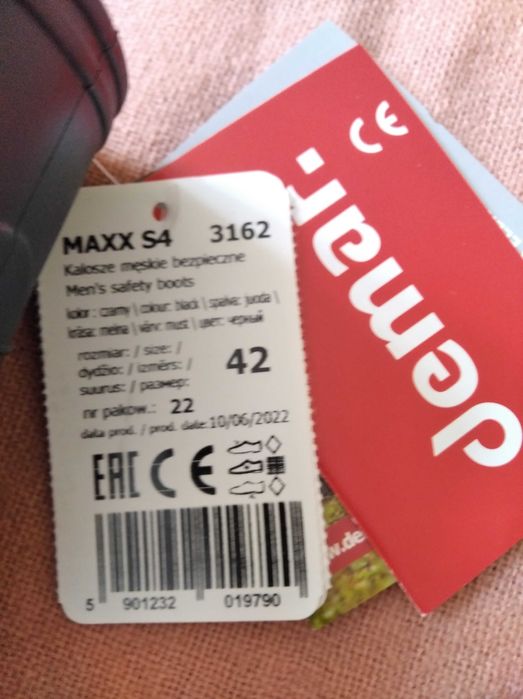 MAXX S4 3162
Kalosze męskie bezpieczne
Men's safety boots
kolor : czarny \ colour: black \ spalva: juoda \
krāsa: melna \ värv: must \ цвет: черный
rozmiar: / size: /
dydžio: / izmērs: /
suurus: / размер:
42
nr pakow.: 22
data prod. / prod. date: 10/06/2022
EAC CE
5 901232 019790
demar.
CE
w.de